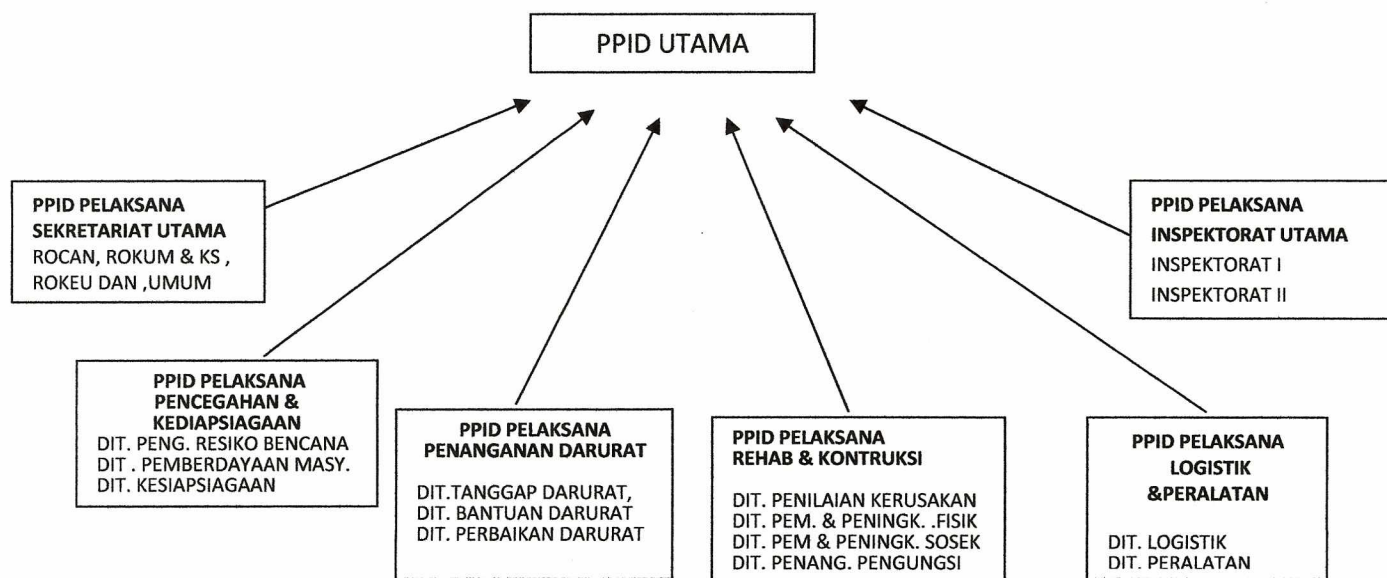 PPID UTAMA
PPID PELAKSANA
SEKRETARIAT UTAMA
ROCAN, ROKUM & KS ,
ROKEU DAN ,UMUM
PPID PELAKSANA
INSPEKTORAT UTAMA
INSPEKTORAT I
INSPEKTORAT II
PPID PELAKSANA
PENCEGAHAN &
KEDIAPSIAGAAN
DIT. PENG. RESIKO BENCANA
DIT . PEMBERDAYAAN MASY.
DIT. KESIAPSIAGAAN
PPID PELAKSANA
PENANGANAN DARURAT
DIT.TANGGAP DARURAT,
DIT. BANTUAN DARURAT
DIT. PERBAIKAN DARURAT
PPID PELAKSANA
REHAB & KONTRUKSI
DIT. PENILAIAN KERUSAKAN
DIT. PEM. & PENINGK. .FISIK
DIT. PEM & PENINGK. SOSEK
DIT. PENANG. PENGUNGSI
PPID PELAKSANA
LOGISTIK
&PERALATAN
DIT. LOGISTIK
DIT. PERALATAN